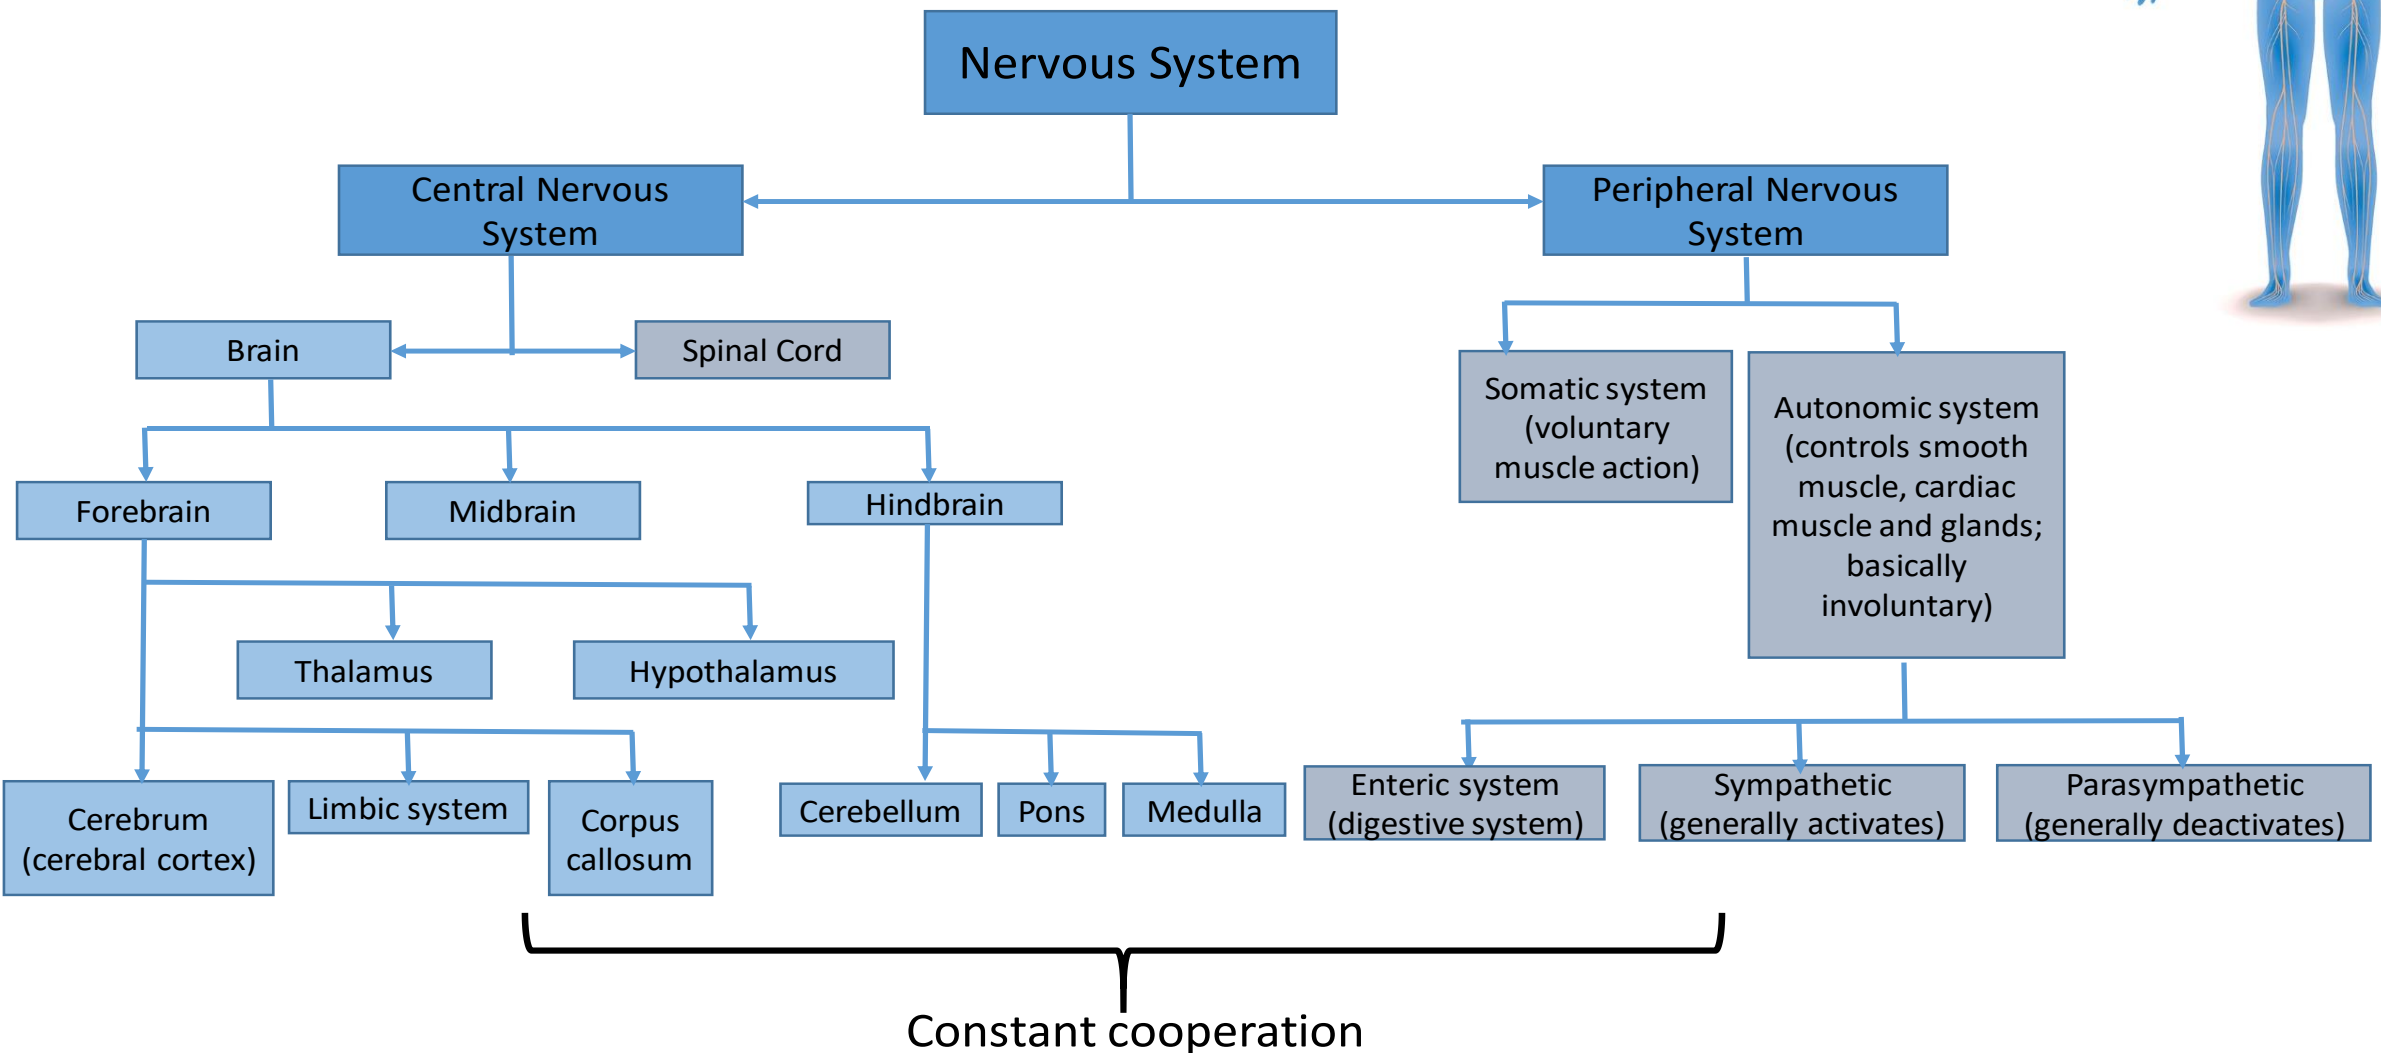 Nervous System
Central Nervous
System
Peripheral Nervous
System
Brain
Spinal Cord
Somatic system
(voluntary
muscle action)
Autonomic system
(controls smooth
muscle, cardiac
muscle and glands;
basically
involuntary)
Forebrain
Midbrain
Hindbrain
Thalamus
Hypothalamus
Cerebrum
(cerebral cortex)
Limbic system
Corpus
callosum
Cerebellum
Pons
Medulla
Enteric system
(digestive system)
Sympathetic
(generally activates)
Parasympathetic
(generally deactivates)
Constant cooperation